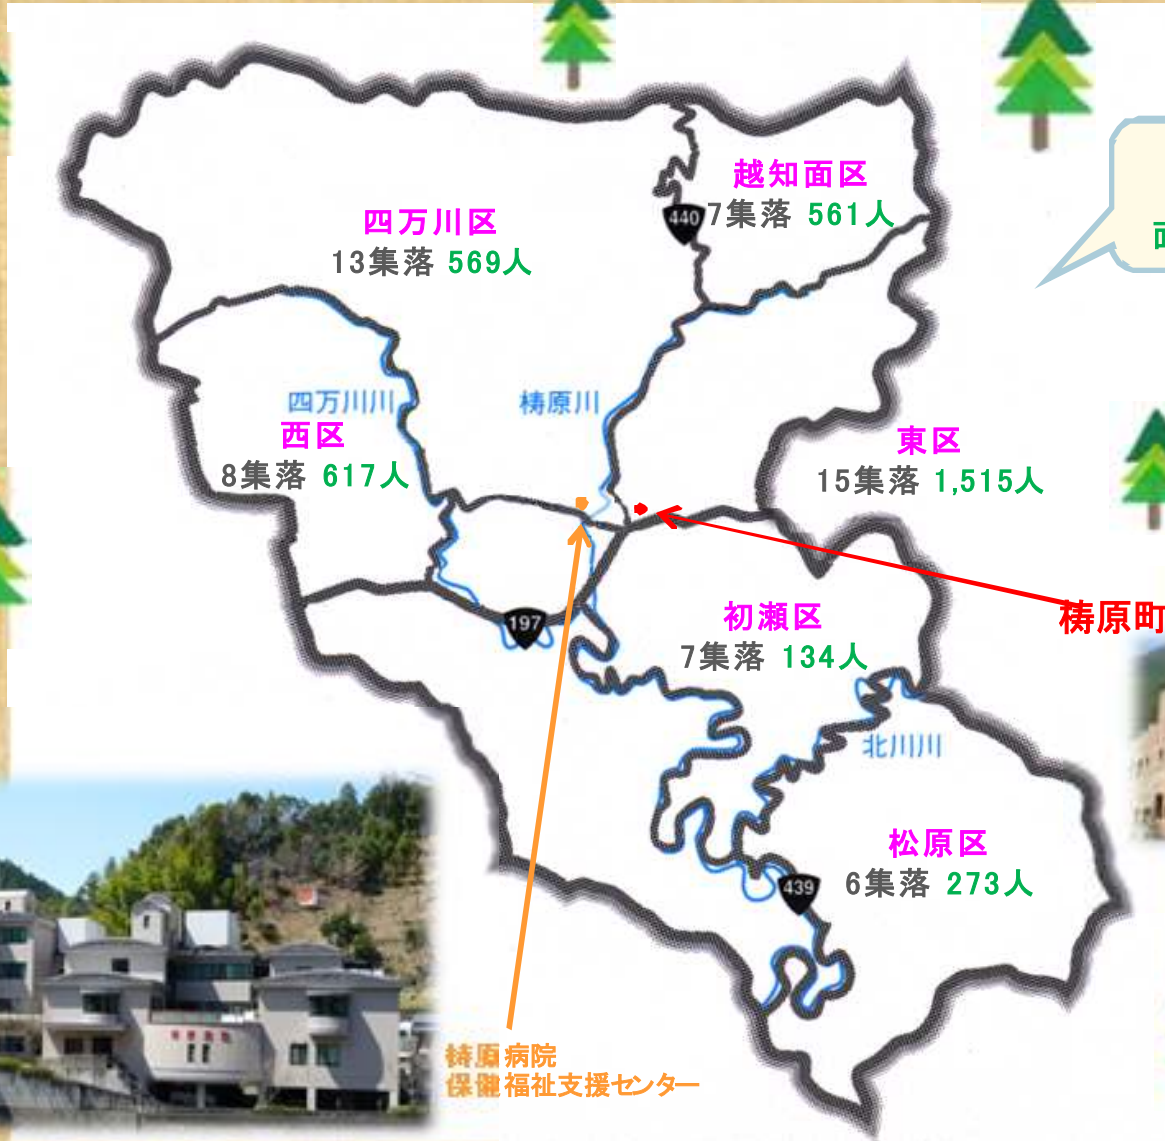 越知面区
7集落 561人
四万川区
13集落 569人
440
四万川川
梼原川
西区
8集落 617人
東区
15集落 1,515人
197
初瀬区
7集落 134人
梼原町
北川川
松原区
6集落 273人
439
梼原病院
保健福祉支援センター